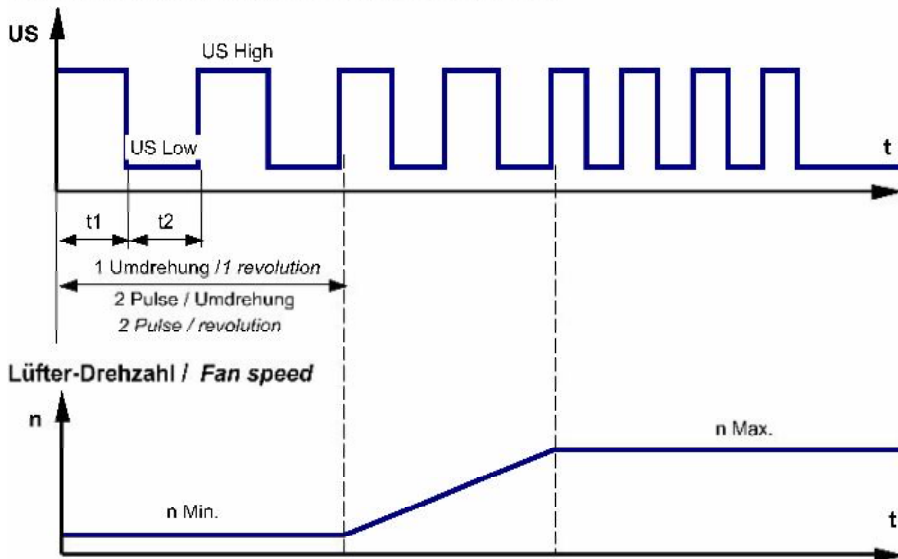 US
US High
US Low
t
t1
t2
1 Umdrehung /1 revolution
2 Pulse / Umdrehung
2 Pulse / revolution
Lüfter-Drehzahl / Fan speed
n
n Max.
n Min.
t